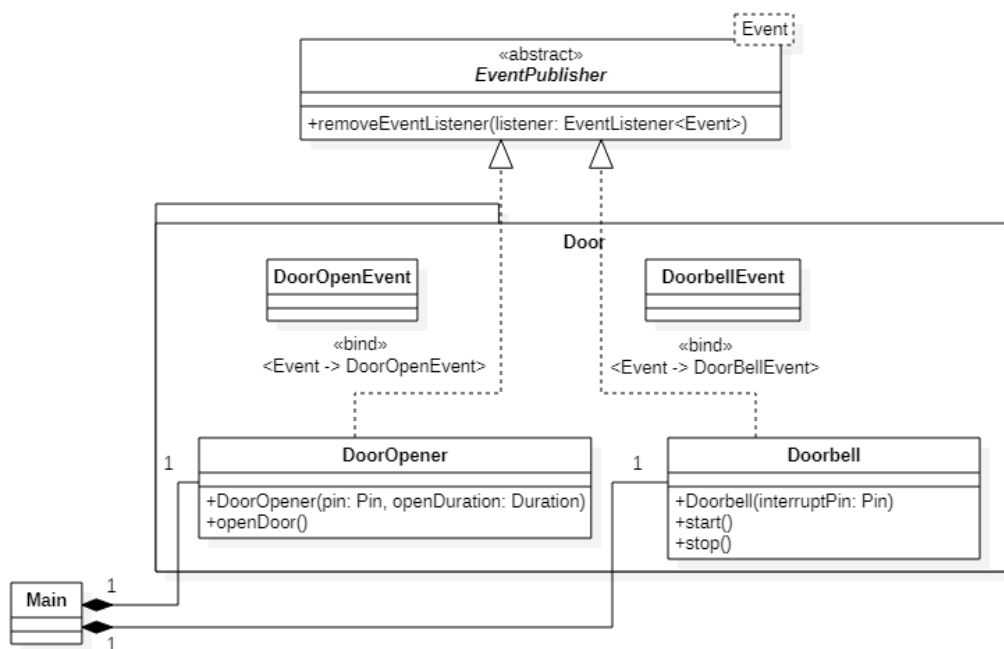 Event
«abstract»
EventPublisher
+removeEventListener(listener: EventListener<Event>)
Door
DoorOpenEvent
DoorbellEvent
«bind»
<Event -> DoorOpenEvent>
«bind»
<Event -> DoorBellEvent>
1
DoorOpener
+DoorOpener(pin: Pin, openDuration: Duration)
+openDoor()
1
Doorbell
+Doorbell(interruptPin: Pin)
+start()
+stop()
Main
1
1